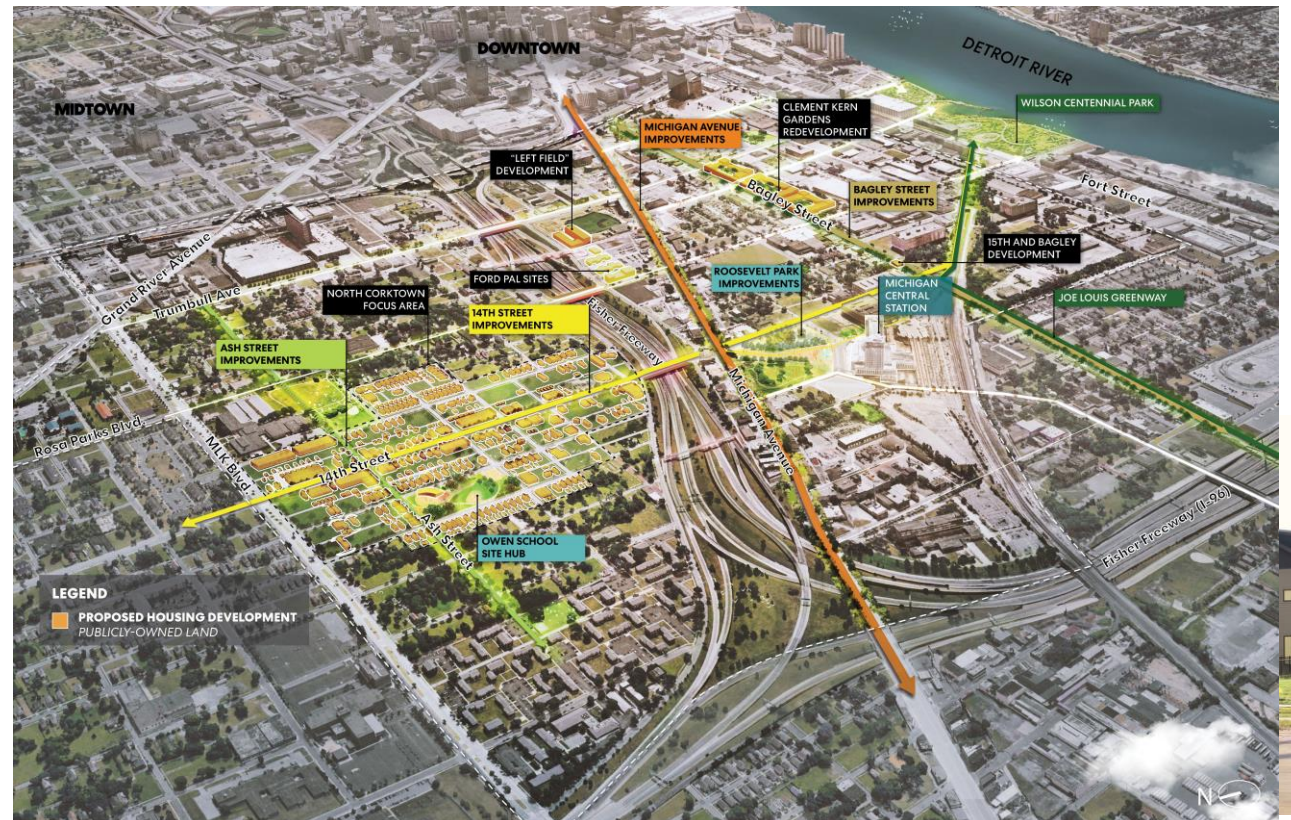 DOWNTOWN
DETROIT RIVER
MIDTOWN
WILSON CENTENNIAL PARK
CLEMENT KERN
GARDENS
REDEVELOPMENT
MICHIGAN AVENUE
IMPROVEMENTS
"LEFT FIELD"
DEVELOPMENT
Bagley Street
BAGLEY STREET
IMPROVEMENTS
Fort Street
15TH AND BAGLEY
DEVELOPMENT
Grand River Avenue
Trumbull Ave
FORD PAL SITES
ROOSEVELT PARK
IMPROVEMENTS
MICHIGAN
CENTRAL
STATION
JOE LOUIS GREENWAY
NORTH CORKTOWN
FOCUS AREA
14TH STREET
IMPROVEMENTS
Fisher Freeway
ASH STREET
IMPROVEMENTS
Michigan Avenue
Rosa Parks Blvd.
MLK Blvd.
14th Street
Ash Street
OWEN SCHOOL
SITE HUB
Fisher Freeway (I-96)
LEGEND
PROPOSED HOUSING DEVELOPMENT
PUBLICLY-OWNED LAND
N